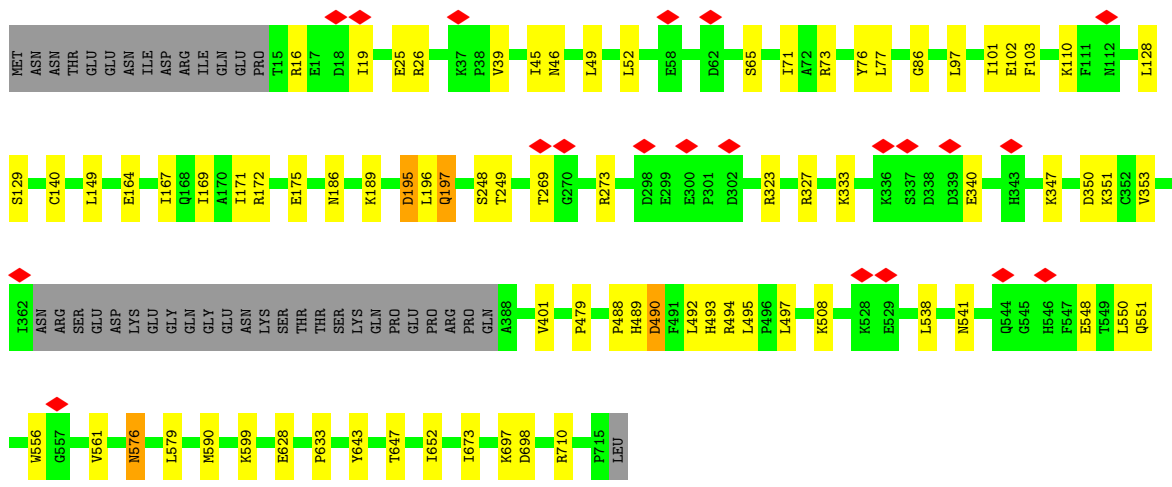 MET ASN ASN THR GLU GLU ASN ILE ASP ARG ILE GLN GLU PRO T15 R16 E17 D18 I19 E25 R26 K37 P38 V39 I45 N46 L49 L52 E58 D62 S65 I71 A72 R73 Y76 L77 G86 L97 I101 E102 F103 K110 F111 N112 L128
S129 C140 L149 E164 I167 Q168 I169 A170 I171 R172 E175 N186 K189 D195 L196 Q197 S248 T249 T269 G270 R273 D298 E299 E300 P301 D302 R323 R327 K333 K336 S337 D338 D339 E340 H343 K347 D350 K351 C352 V353
I362 ASN ARG SER GLU ASP LYS GLU GLY GLN GLY GLU ASN LYS SER THR THR SER LYS GLN PRO GLU PRO ARG PRO GLN A388 V401 P479 P488 H489 D490 F491 L492 H493 R494 L495 P496 L497 K508 K528 E529 L538 N541 Q544 G545 H546 F547 E548 T549 L550 Q551
W556 G557 V561 N576 L579 M590 K599 E628 P633 Y643 T647 I652 I673 K697 D698 R710 P715 LEU